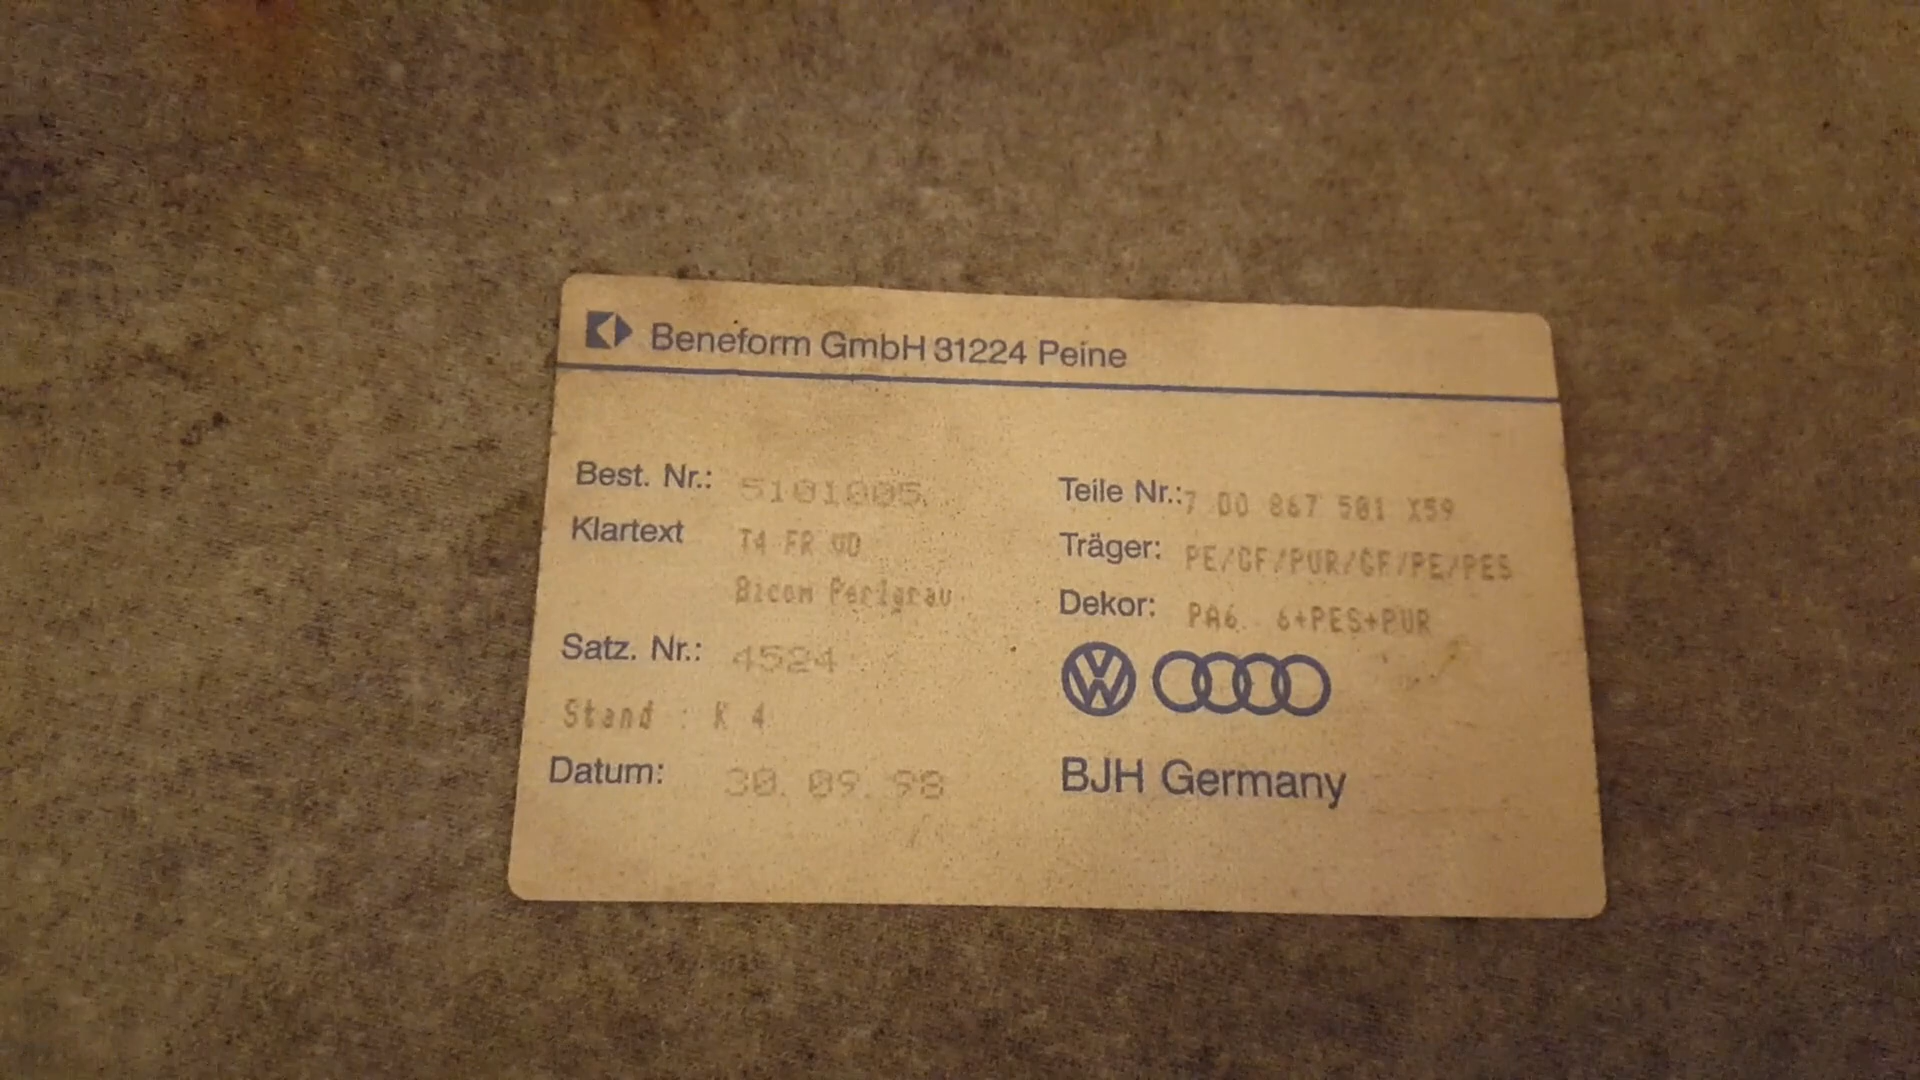 Beneform GmbH 31224 Peine
Best. Nr.: 5101005
Klartext T4 FR VD
Bicom Perlgrau
Satz. Nr.: 4524
Stand : K 4
Datum: 30.09.98
Teile Nr.: 7 D0 867 501 X59
Träger: PE/GF/PUR/GF/PE/PES
Dekor: PA6. 6+PES+PUR
BJH Germany